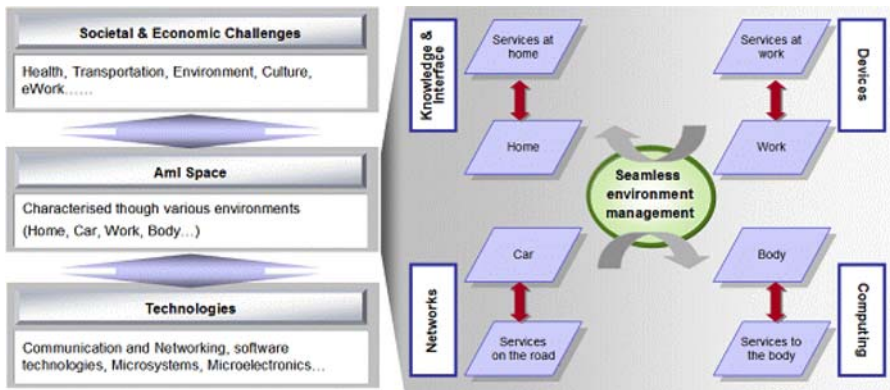 Societal & Economic Challenges
Health, Transportation, Environment, Culture,
eWork......
AmI Space
Characterised though various environments
(Home, Car, Work, Body...)
Technologies
Communication and Networking, software
technologies, Microsystems, Microelectronics...
Knowledge &
Interface
Services at
home
Home
Services at
work
Work
Devices
Seamless
environment
management
Networks
Car
Services
on the road
Body
Services to
the body
Computing